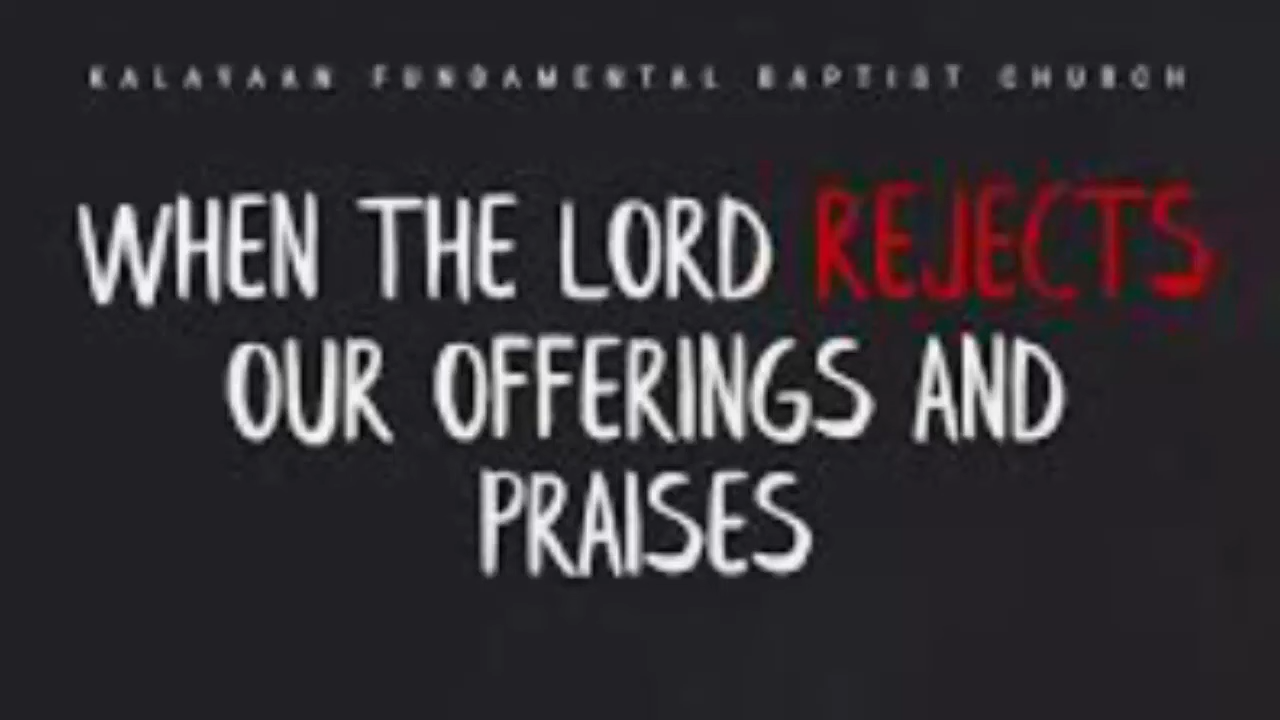 KALAYAAN FUNDAMENTAL BAPTIST CHURCH
WHEN THE LORD REJECTS
OUR OFFERINGS AND
PRAISES